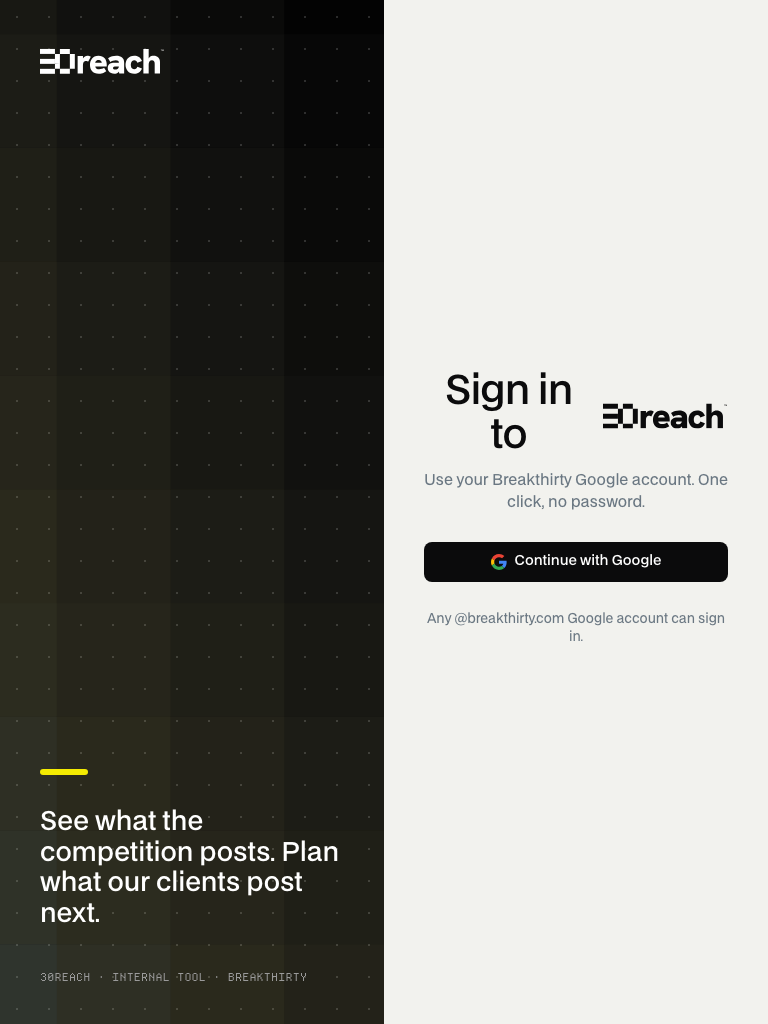 30reach™
See what the
competition posts. Plan
what our clients post
next.
30REACH · INTERNAL TOOL · BREAKTHIRTY
Sign in
to
30reach™
Use your Breakthirty Google account. One
click, no password.
Continue with Google
Any @breakthirty.com Google account can sign
in.